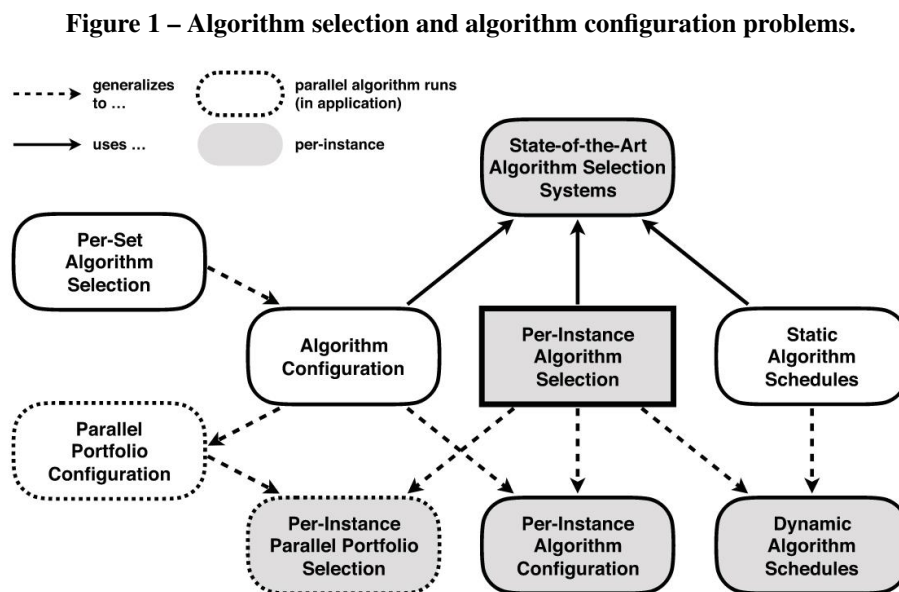 Figure 1 – Algorithm selection and algorithm configuration problems.
generalizes
to ...
parallel algorithm runs
(in application)
uses ...
per-instance
State-of-the-Art
Algorithm Selection
Systems
Per-Set
Algorithm
Selection
Algorithm
Configuration
Per-Instance
Algorithm
Selection
Static
Algorithm
Schedules
Parallel
Portfolio
Configuration
Per-Instance
Parallel Portfolio
Selection
Per-Instance
Algorithm
Configuration
Dynamic
Algorithm
Schedules